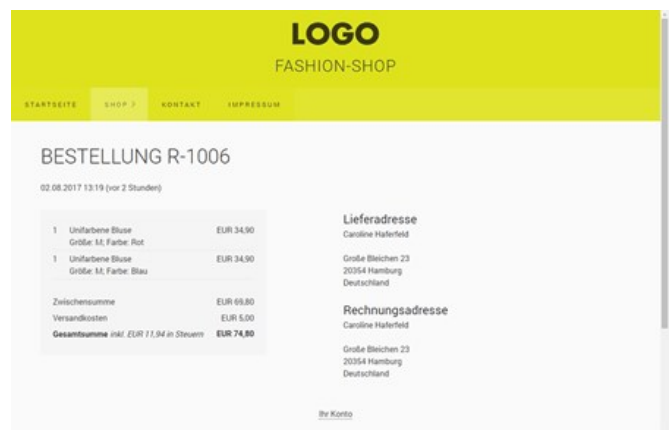 LOGO
FASHION-SHOP
STARTSEITE SHOP > KONTAKT IMPRESSUM
BESTELLUNG R-1006
02.08.2017 13:19 (vor 2 Stunden)
1 Unifarbene Bluse EUR 34,90
Größe: M; Farbe: Rot
1 Unifarbene Bluse EUR 34,90
Größe: M; Farbe: Blau
Zwischensumme EUR 69,80
Versandkosten EUR 5,00
Gesamtsumme inkl. EUR 11,94 in Steuern EUR 74,80
Lieferadresse
Caroline Haferfeld
Große Bleichen 23
20354 Hamburg
Deutschland
Rechnungsadresse
Caroline Haferfeld
Große Bleichen 23
20354 Hamburg
Deutschland
Ihr Konto